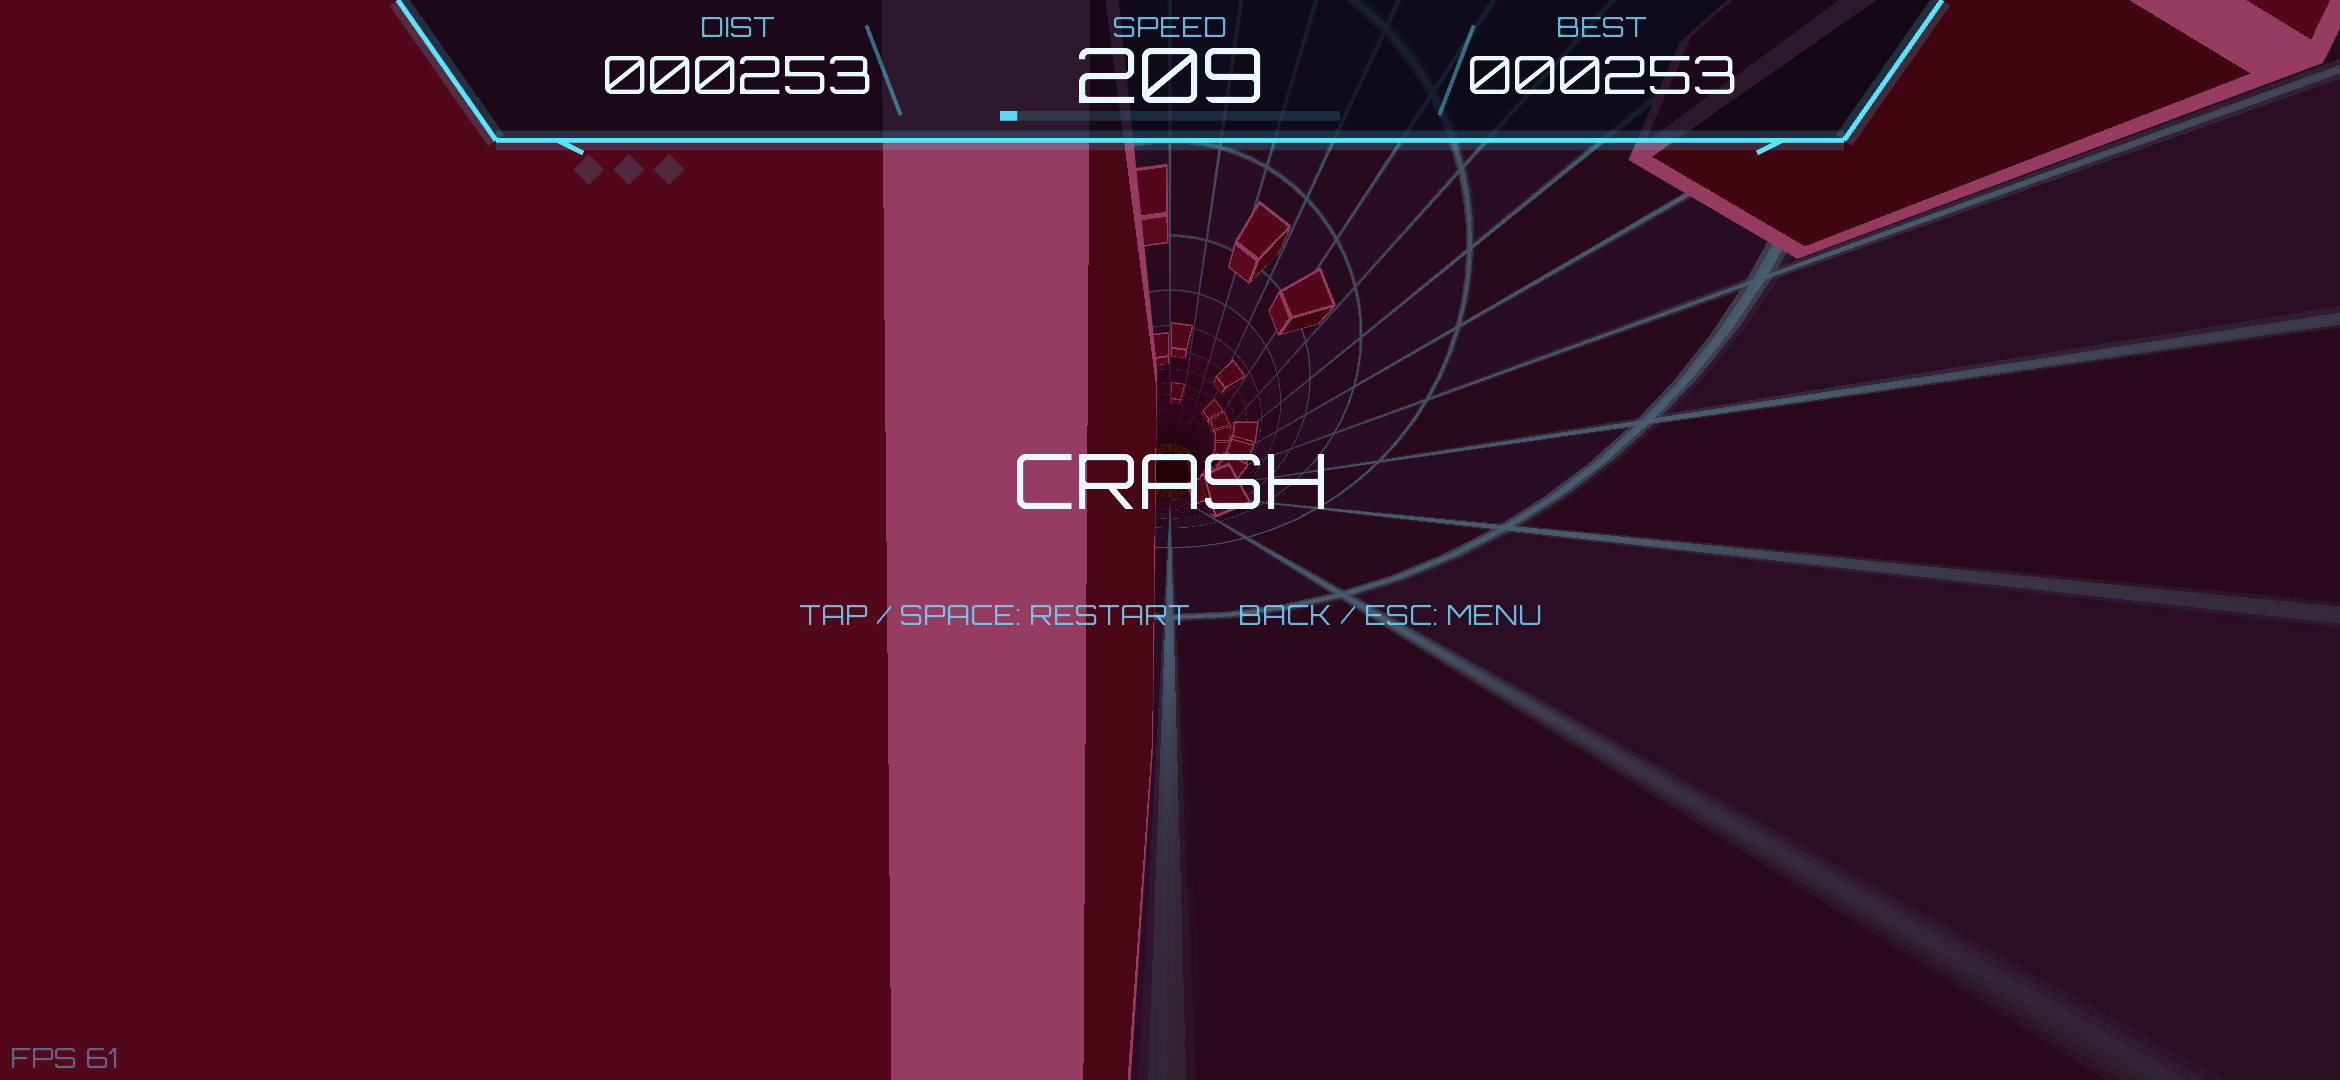 DIST SPEED BEST
000253 209 000253
CRASH
TAP / SPACE: RESTART BACK / ESC: MENU
FPS 61